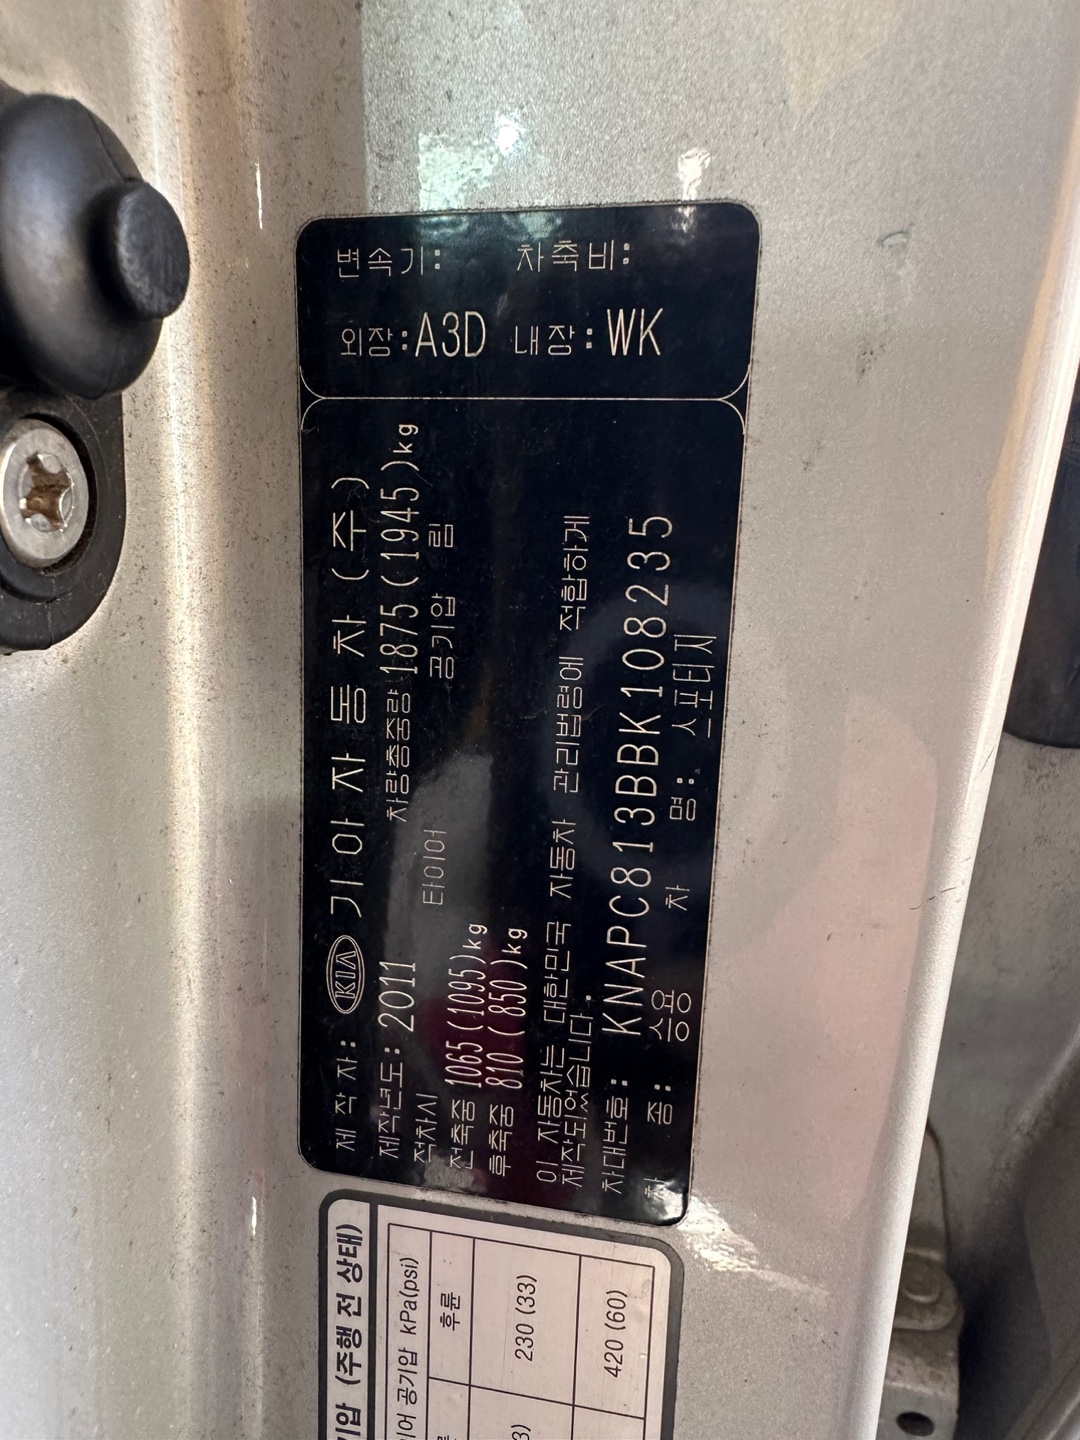 변속기: 차축비:
외장:A3D 내장:WK
제 작 자: KIA 기아자동차(주)
제작년도: 2011 차량총중량 1875(1945)kg
적차시 타이어 공기압 림
전축중 1065(1095)kg
후축중 810 ( 850)kg
이 자동차는 대한민국 자동차 관리법령에 적합하게
제작되었습니다.
차대번호: KNAPC813BBK108235
차 종: 승용 차 명: 스포티지
기압 (주행 전 상태)
이어 공기압 kPa(psi)
후륜
230 (33)
420 (60)